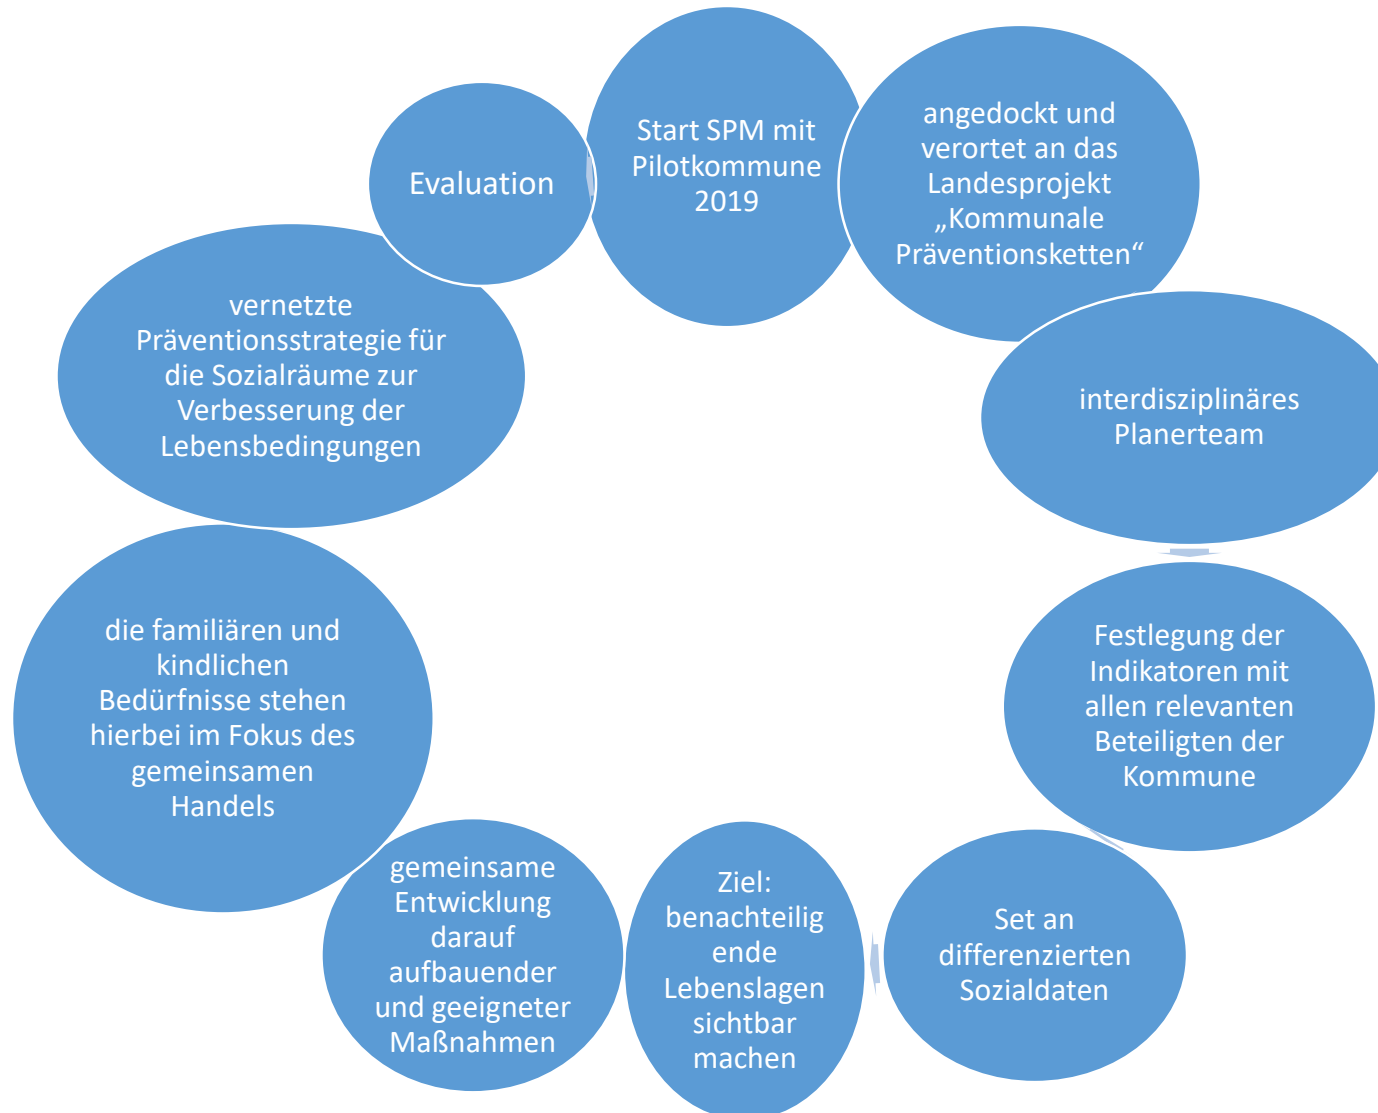 Start SPM mit
Pilotkommune
2019
angedockt und
verortet an das
Landesprojekt
„Kommunale
Präventionsketten“
interdisziplinäres
Planerteam
Festlegung der
Indikatoren mit
allen relevanten
Beteiligten der
Kommune
Set an
differenzierten
Sozialdaten
Ziel:
benachteilig
ende
Lebenslagen
sichtbar
machen
gemeinsame
Entwicklung
darauf
aufbauender
und geeigneter
Maßnahmen
die familiären und
kindlichen
Bedürfnisse stehen
hierbei im Fokus des
gemeinsamen
Handels
vernetzte
Präventionsstrategie für
die Sozialräume zur
Verbesserung der
Lebensbedingungen
Evaluation